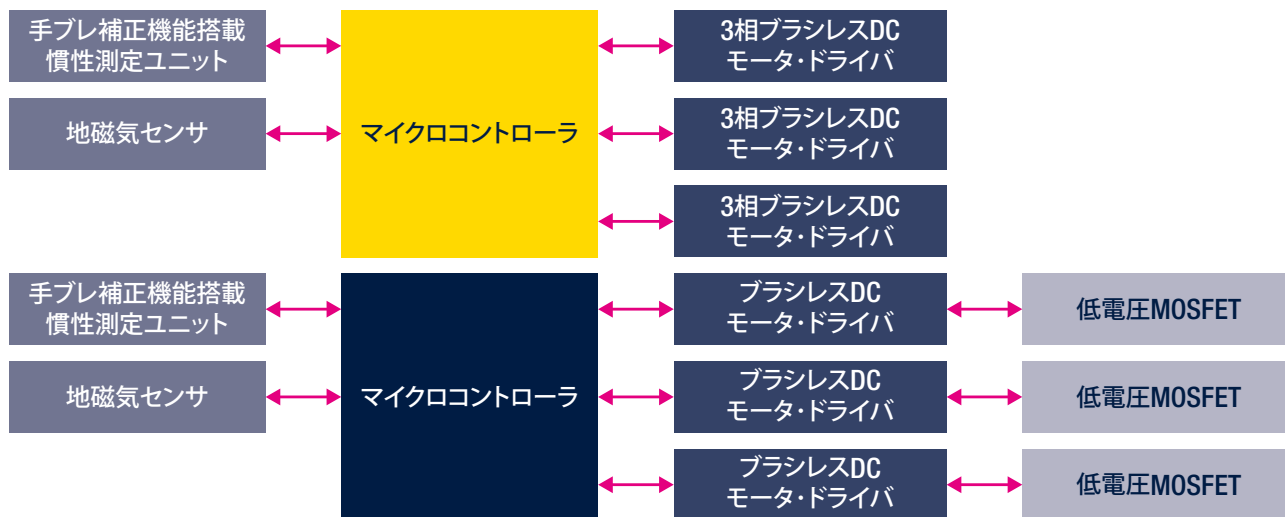 手ブレ補正機能搭載
慣性測定ユニット
地磁気センサ
マイクロコントローラ
3相ブラシレスDC
モータ・ドライバ
3相ブラシレスDC
モータ・ドライバ
3相ブラシレスDC
モータ・ドライバ
手ブレ補正機能搭載
慣性測定ユニット
地磁気センサ
マイクロコントローラ
ブラシレスDC
モータ・ドライバ
低電圧MOSFET
ブラシレスDC
モータ・ドライバ
低電圧MOSFET
ブラシレスDC
モータ・ドライバ
低電圧MOSFET